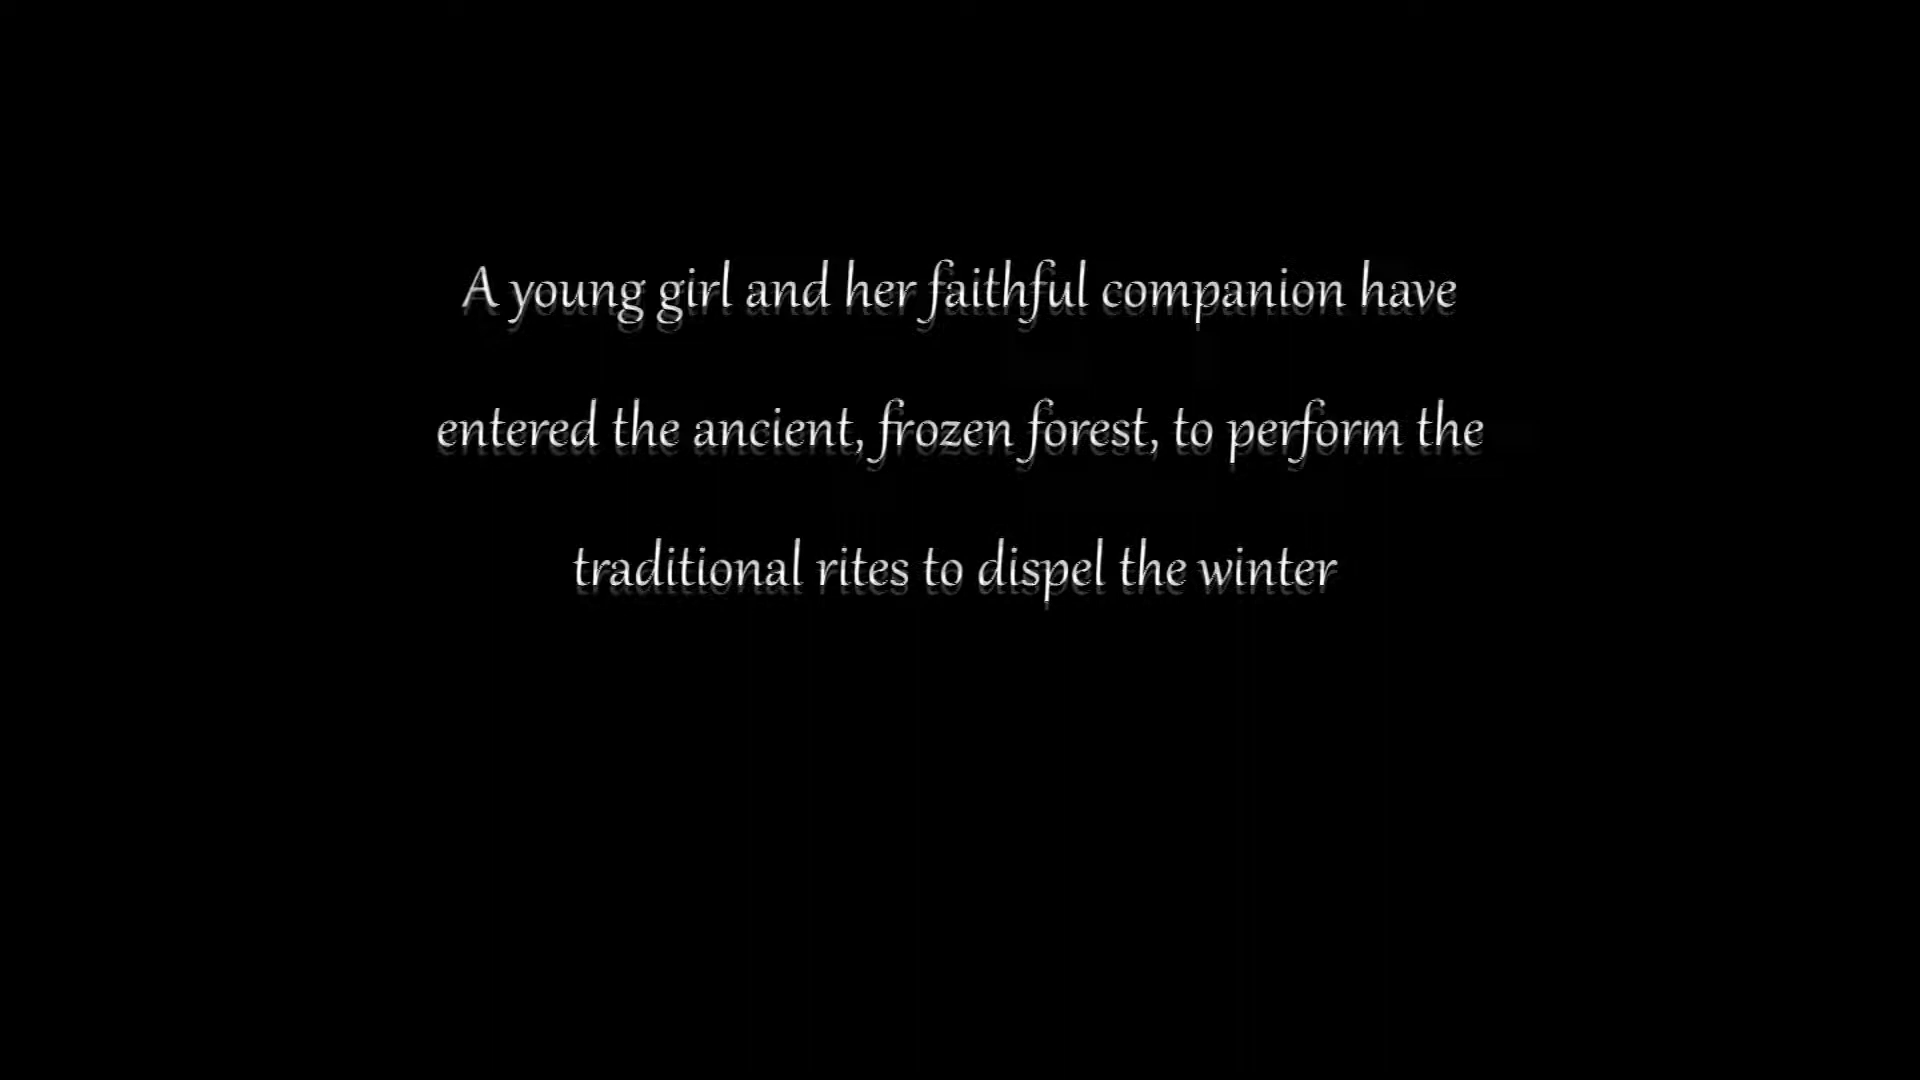 A young girl and her faithful companion have
entered the ancient, frozen forest, to perform the
traditional rites to dispel the winter